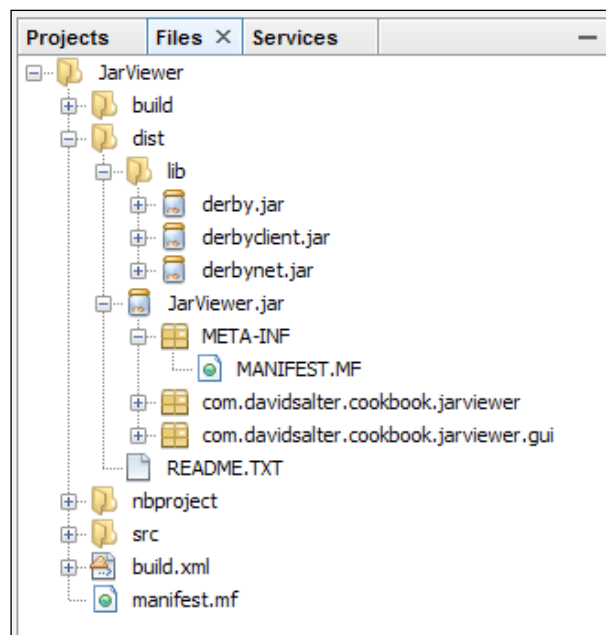 Projects Files × Services
JarViewer
build
dist
lib
derby.jar
derbyclient.jar
derbynet.jar
JarViewer.jar
META-INF
MANIFEST.MF
com.davidsalter.cookbook.jarviewer
com.davidsalter.cookbook.jarviewer.gui
README.TXT
nbproject
src
build.xml
manifest.mf